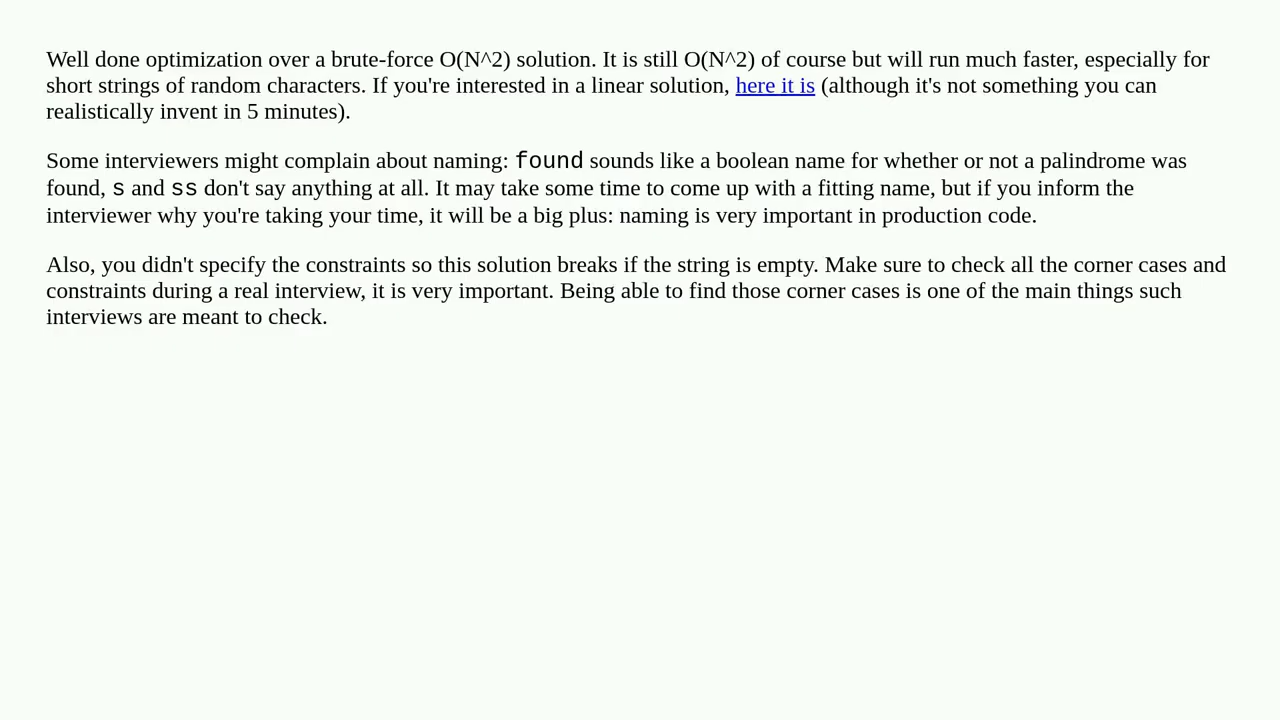 Well done optimization over a brute-force O(N^2) solution. It is still O(N^2) of course but will run much faster, especially for
short strings of random characters. If you're interested in a linear solution, here it is (although it's not something you can
realistically invent in 5 minutes).
Some interviewers might complain about naming: found sounds like a boolean name for whether or not a palindrome was
found, s and ss don't say anything at all. It may take some time to come up with a fitting name, but if you inform the
interviewer why you're taking your time, it will be a big plus: naming is very important in production code.
Also, you didn't specify the constraints so this solution breaks if the string is empty. Make sure to check all the corner cases and
constraints during a real interview, it is very important. Being able to find those corner cases is one of the main things such
interviews are meant to check.